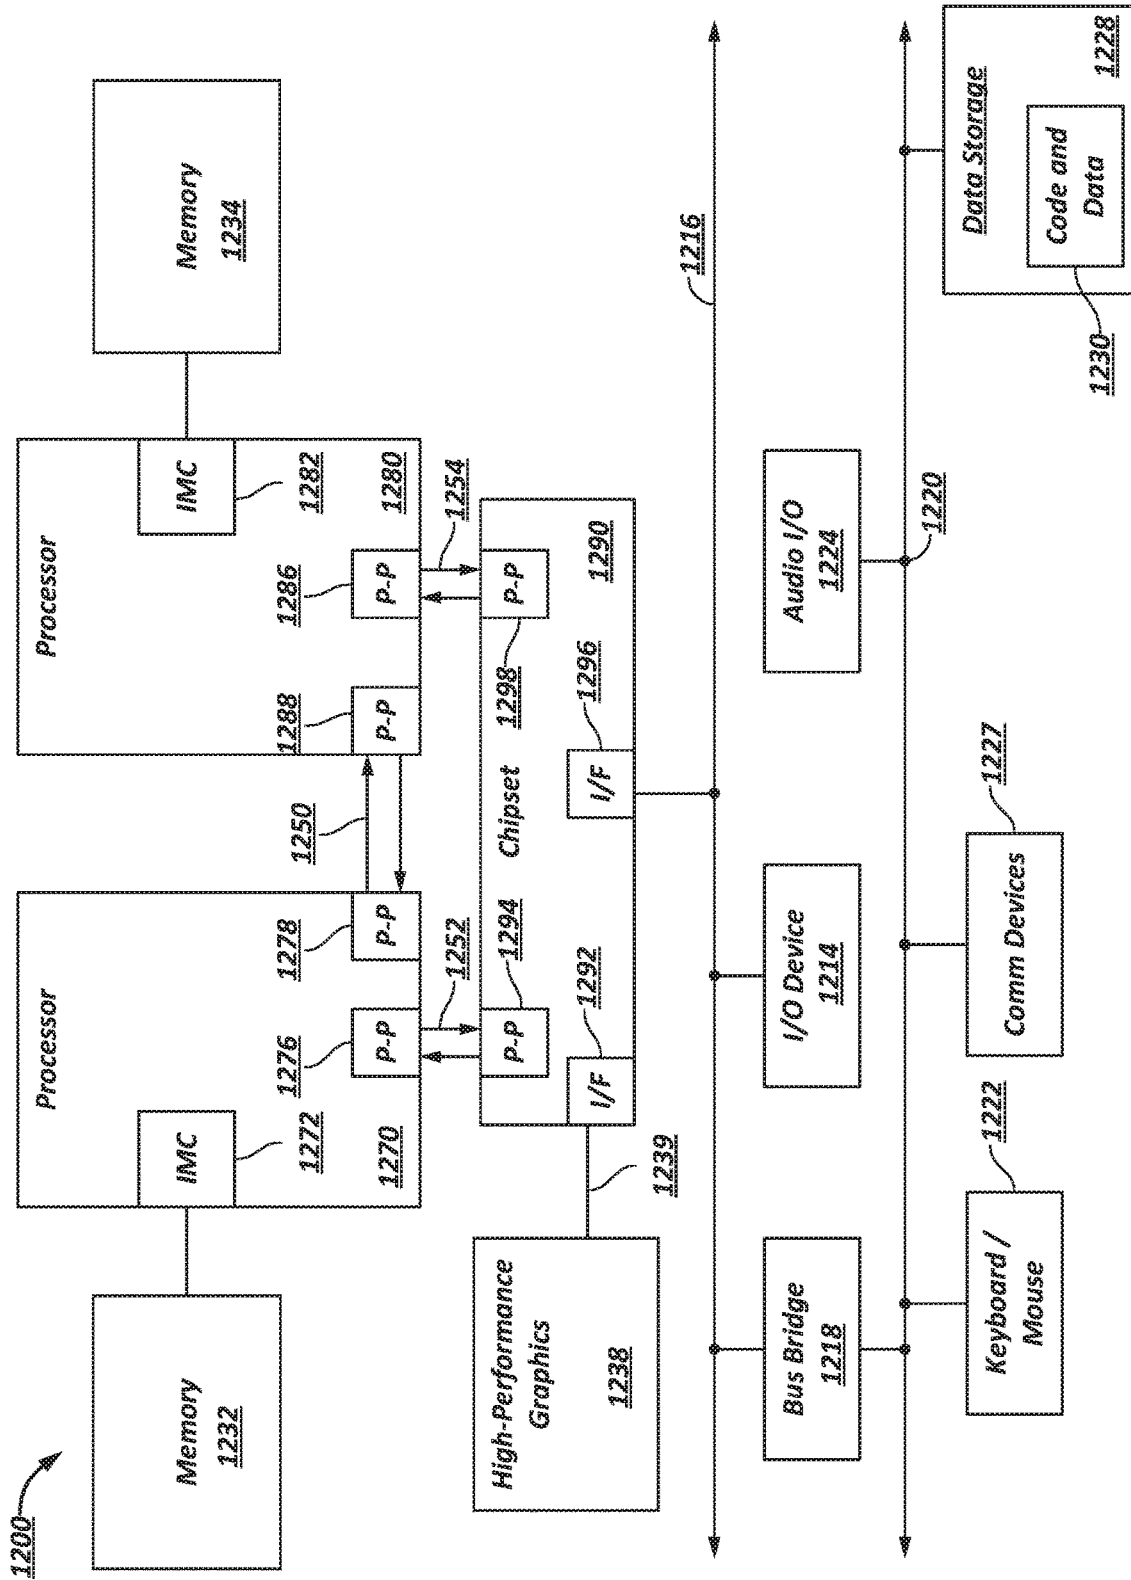 1200
Memory
1232
Processor
IMC
1272
1270
1276
P-P
1278
P-P
1250
Processor
1288
P-P
1286
P-P
IMC
1282
1280
Memory
1234
1252
1254
High-Performance
Graphics
1238
1239
I/F
1292
P-P
1294
Chipset
I/F
1296
P-P
1298
1290
1216
Bus Bridge
1218
I/O Device
1214
Audio I/O
1224
1220
Keyboard /
Mouse
1222
Comm Devices
1227
Data Storage
Code and
Data
1228
1230